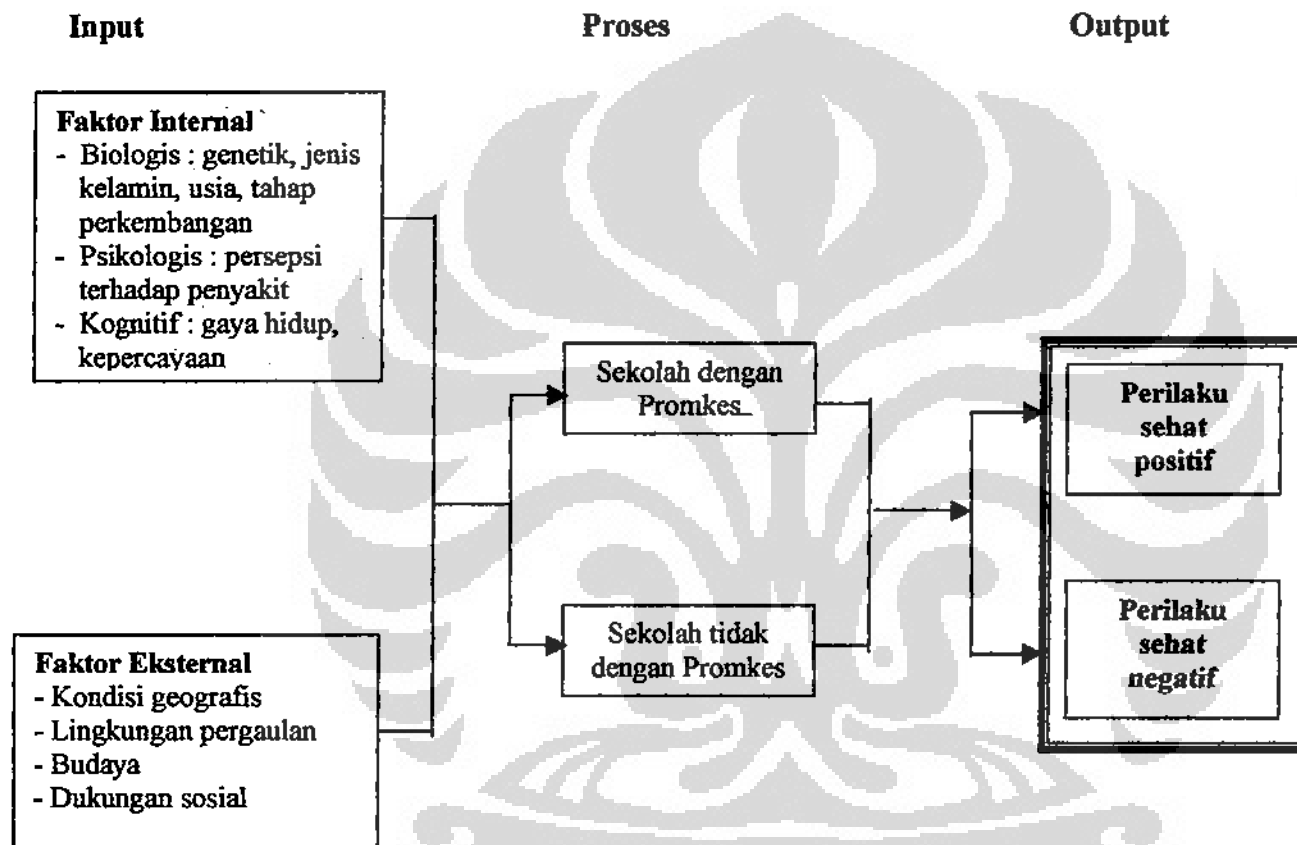 Input
Proses
Output
Faktor Internal
- Biologis : genetik, jenis
kelamin, usia, tahap
perkembangan
- Psikologis : persepsi
terhadap penyakit
- Kognitif : gaya hidup,
kepercayaan
Faktor Eksternal
- Kondisi geografis
- Lingkungan pergaulan
- Budaya
- Dukungan sosial
Sekolah dengan
Promkes
Sekolah tidak
dengan Promkes
Perilaku
sehat
positif
Perilaku
sehat
negatif